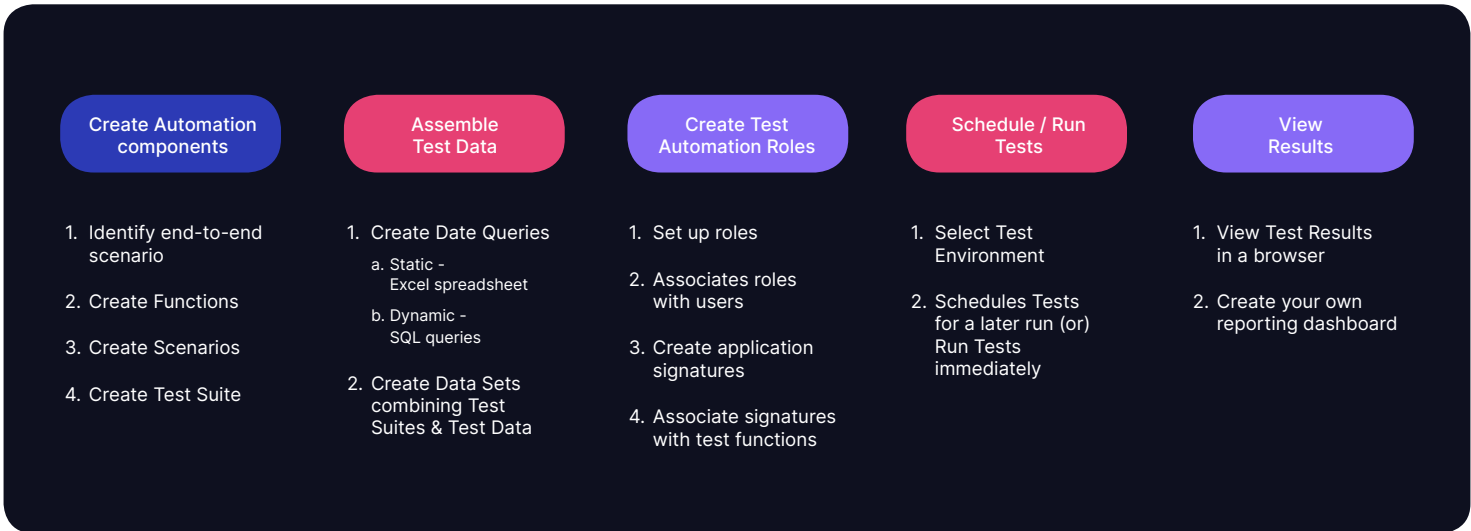 Create Automation
components
1. Identify end-to-end
scenario
2. Create Functions
3. Create Scenarios
4. Create Test Suite
Assemble
Test Data
1. Create Date Queries
a. Static -
Excel spreadsheet
b. Dynamic -
SQL queries
2. Create Data Sets
combining Test
Suites & Test Data
Create Test
Automation Roles
1. Set up roles
2. Associates roles
with users
3. Create application
signatures
4. Associate signatures
with test functions
Schedule / Run
Tests
1. Select Test
Environment
2. Schedules Tests
for a later run (or)
Run Tests
immediately
View
Results
1. View Test Results
in a browser
2. Create your own
reporting dashboard